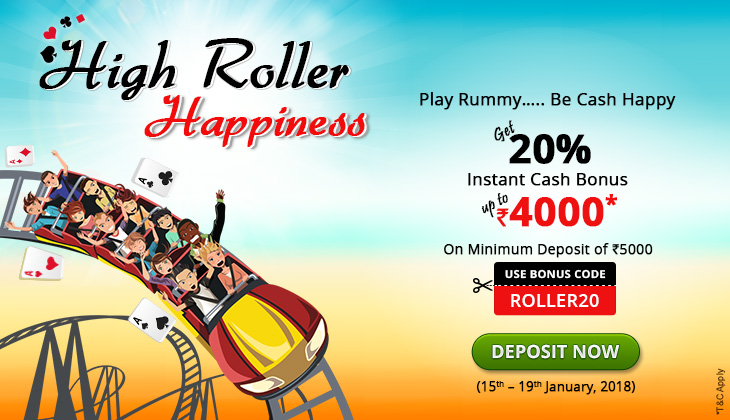 High Roller
Happiness
Play Rummy..... Be Cash Happy
Get
20%
Instant Cash Bonus
up to
₹4000*
On Minimum Deposit of ₹5000
USE BONUS CODE
ROLLER20
DEPOSIT NOW
(15th – 19th January, 2018)
*T&C Apply
A
A
A
A